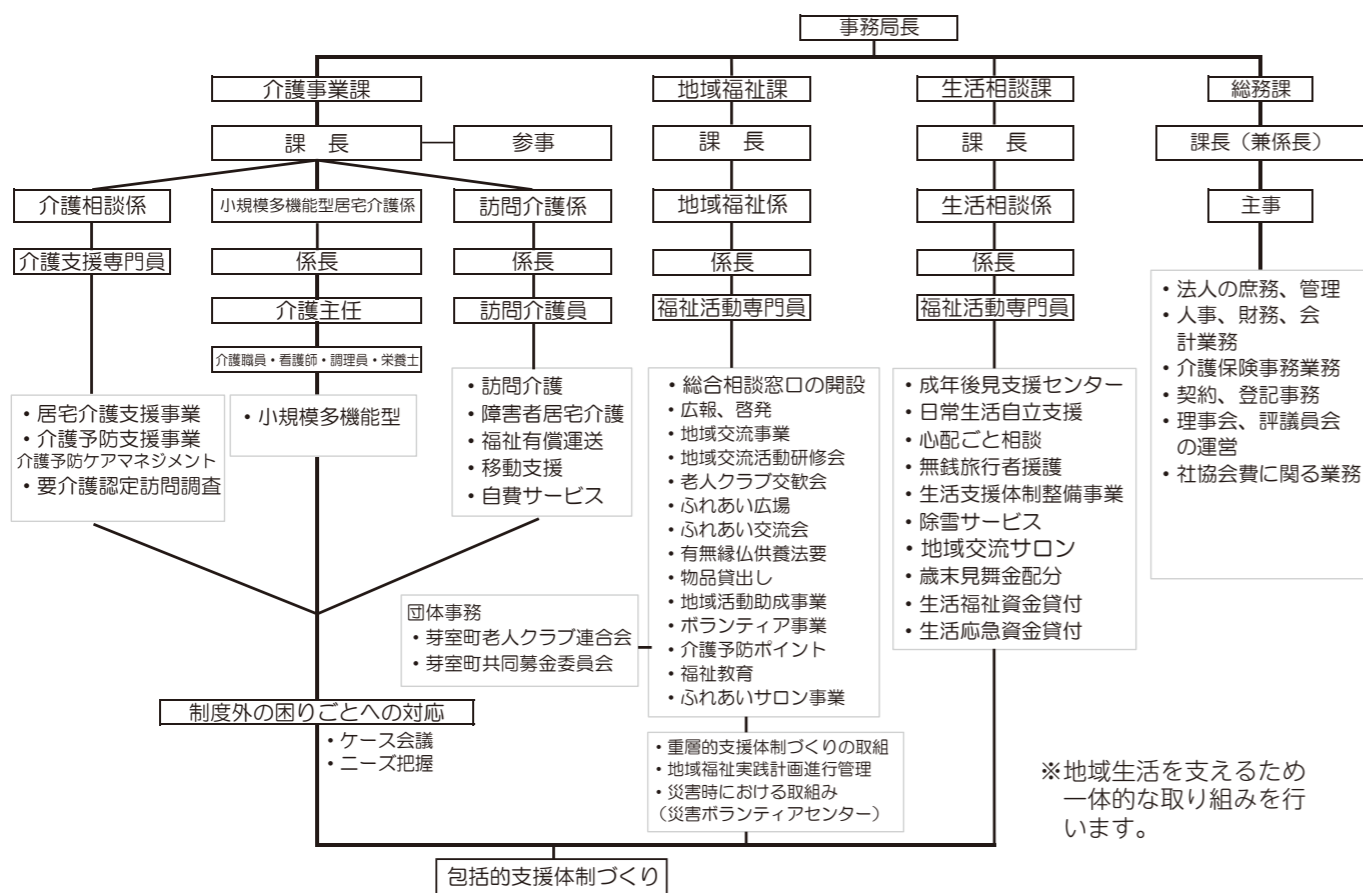 事務局長
介護事業課
地域福祉課
生活相談課
総務課
課 長
参事
課 長
課 長
課長（兼係長）
介護相談係
小規模多機能型居宅介護係
訪問介護係
地域福祉係
生活相談係
主事
介護支援専門員
係長
係長
係長
係長
介護主任
訪問介護員
福祉活動専門員
福祉活動専門員
介護職員・看護師・調理員・栄養士
・居宅介護支援事業
・介護予防支援事業
介護予防ケアマネジメント
・要介護認定訪問調査
・小規模多機能型
・訪問介護
・障害者居宅介護
・福祉有償運送
・移動支援
・自費サービス
・総合相談窓口の開設
・広報、啓発
・地域交流事業
・地域交流活動研修会
・老人クラブ交歓会
・ふれあい広場
・ふれあい交流会
・有無縁仏供養法要
・物品貸出し
・地域活動助成事業
・ボランティア事業
・介護予防ポイント
・福祉教育
・ふれあいサロン事業
・成年後見支援センター
・日常生活自立支援
・心配ごと相談
・無銭旅行者援護
・生活支援体制整備事業
・除雪サービス
・地域交流サロン
・歳末見舞金配分
・生活福祉資金貸付
・生活応急資金貸付
・法人の庶務、管理
・人事、財務、会
計業務
・介護保険事務業務
・契約、登記事務
・理事会、評議員会
の運営
・社協会費に関る業務
団体事務
・芽室町老人クラブ連合会
・芽室町共同募金委員会
制度外の困りごとへの対応
・ケース会議
・ニーズ把握
・重層的支援体制づくりの取組
・地域福祉実践計画進行管理
・災害時における取組み
（災害ボランティアセンター）
※地域生活を支えるため
一体的な取り組みを行
います。
包括的支援体制づくり